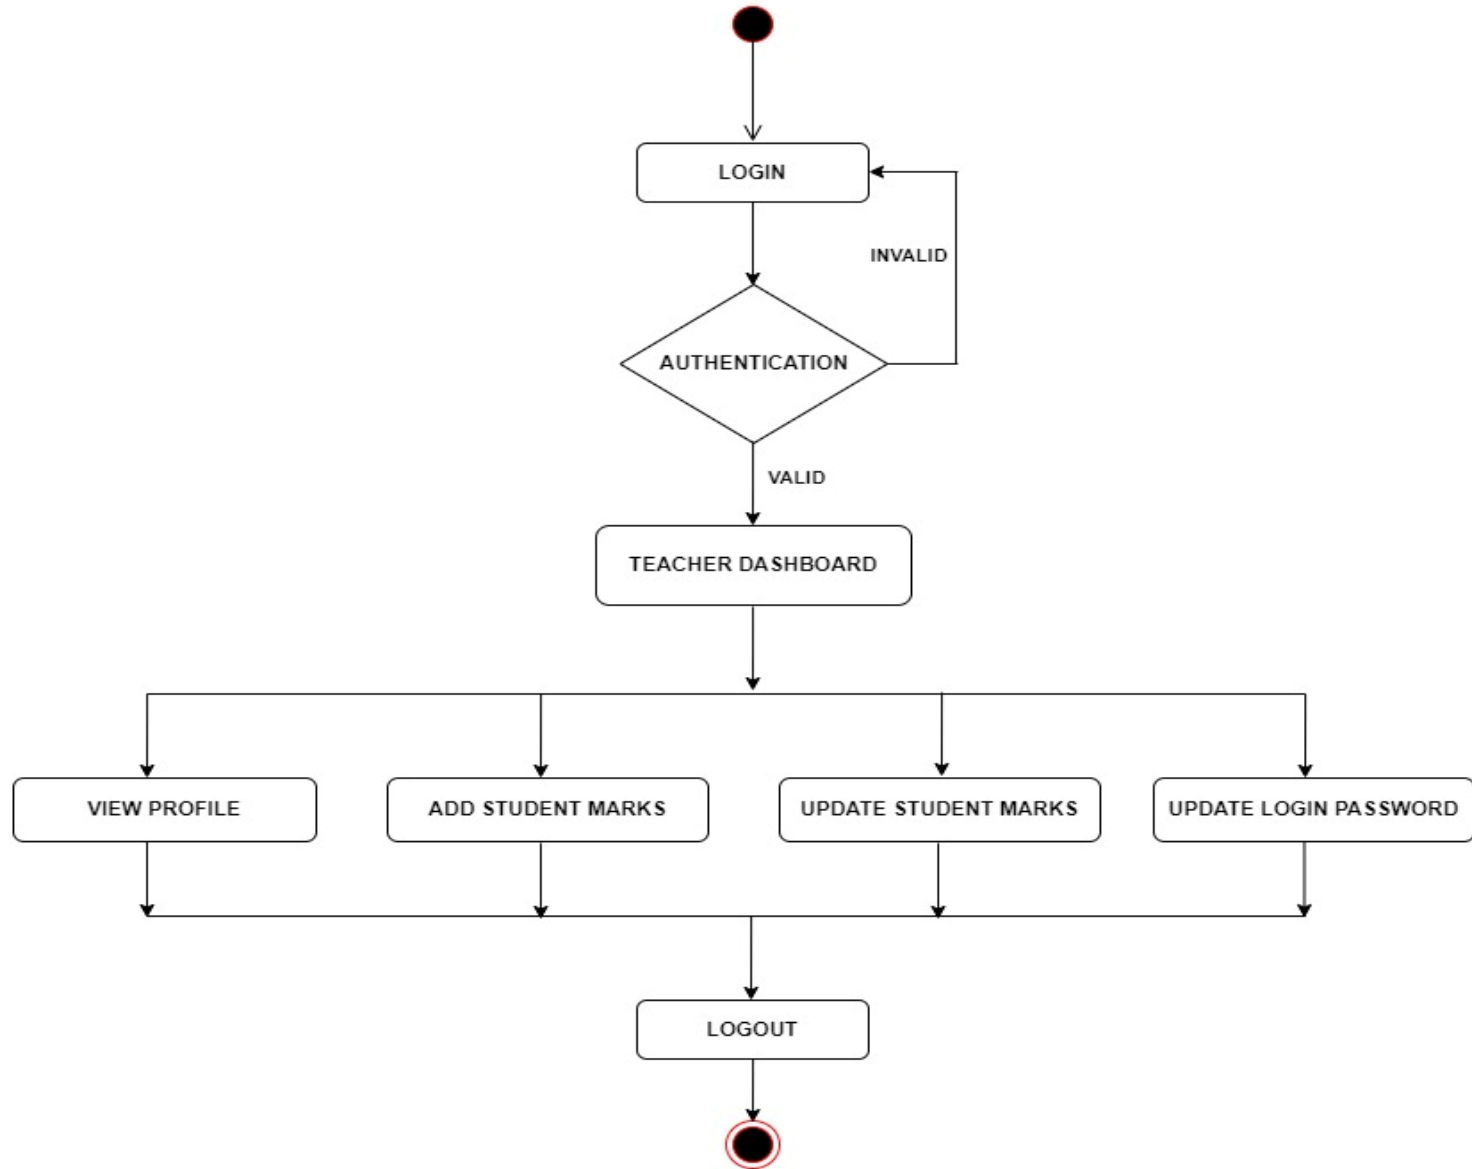 LOGIN
INVALID
AUTHENTICATION
VALID
TEACHER DASHBOARD
VIEW PROFILE
ADD STUDENT MARKS
UPDATE STUDENT MARKS
UPDATE LOGIN PASSWORD
LOGOUT